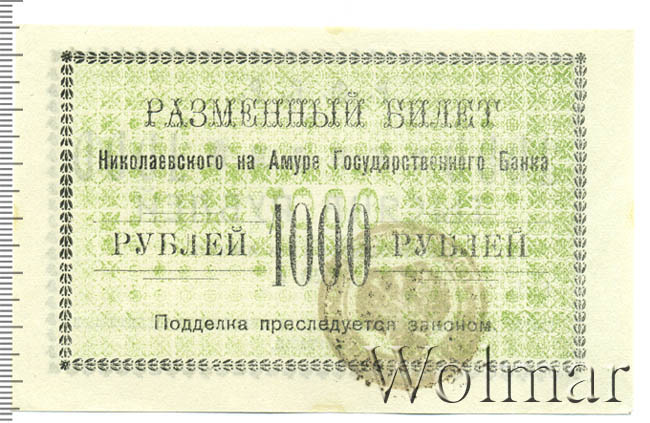 РАЗМЕННЫЙ БИЛЕТ
Николаевского на Амуре Государственного Банка
РУБЛЕЙ 1000 РУБЛЕЙ
Подделка преследуется законом.
Wolmar